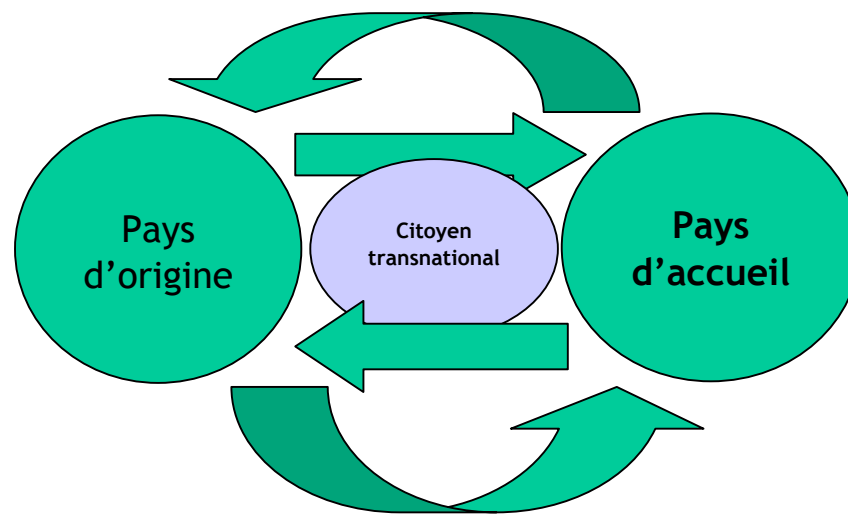 Pays
d’origine
Citoyen
transnational
Pays
d’accueil